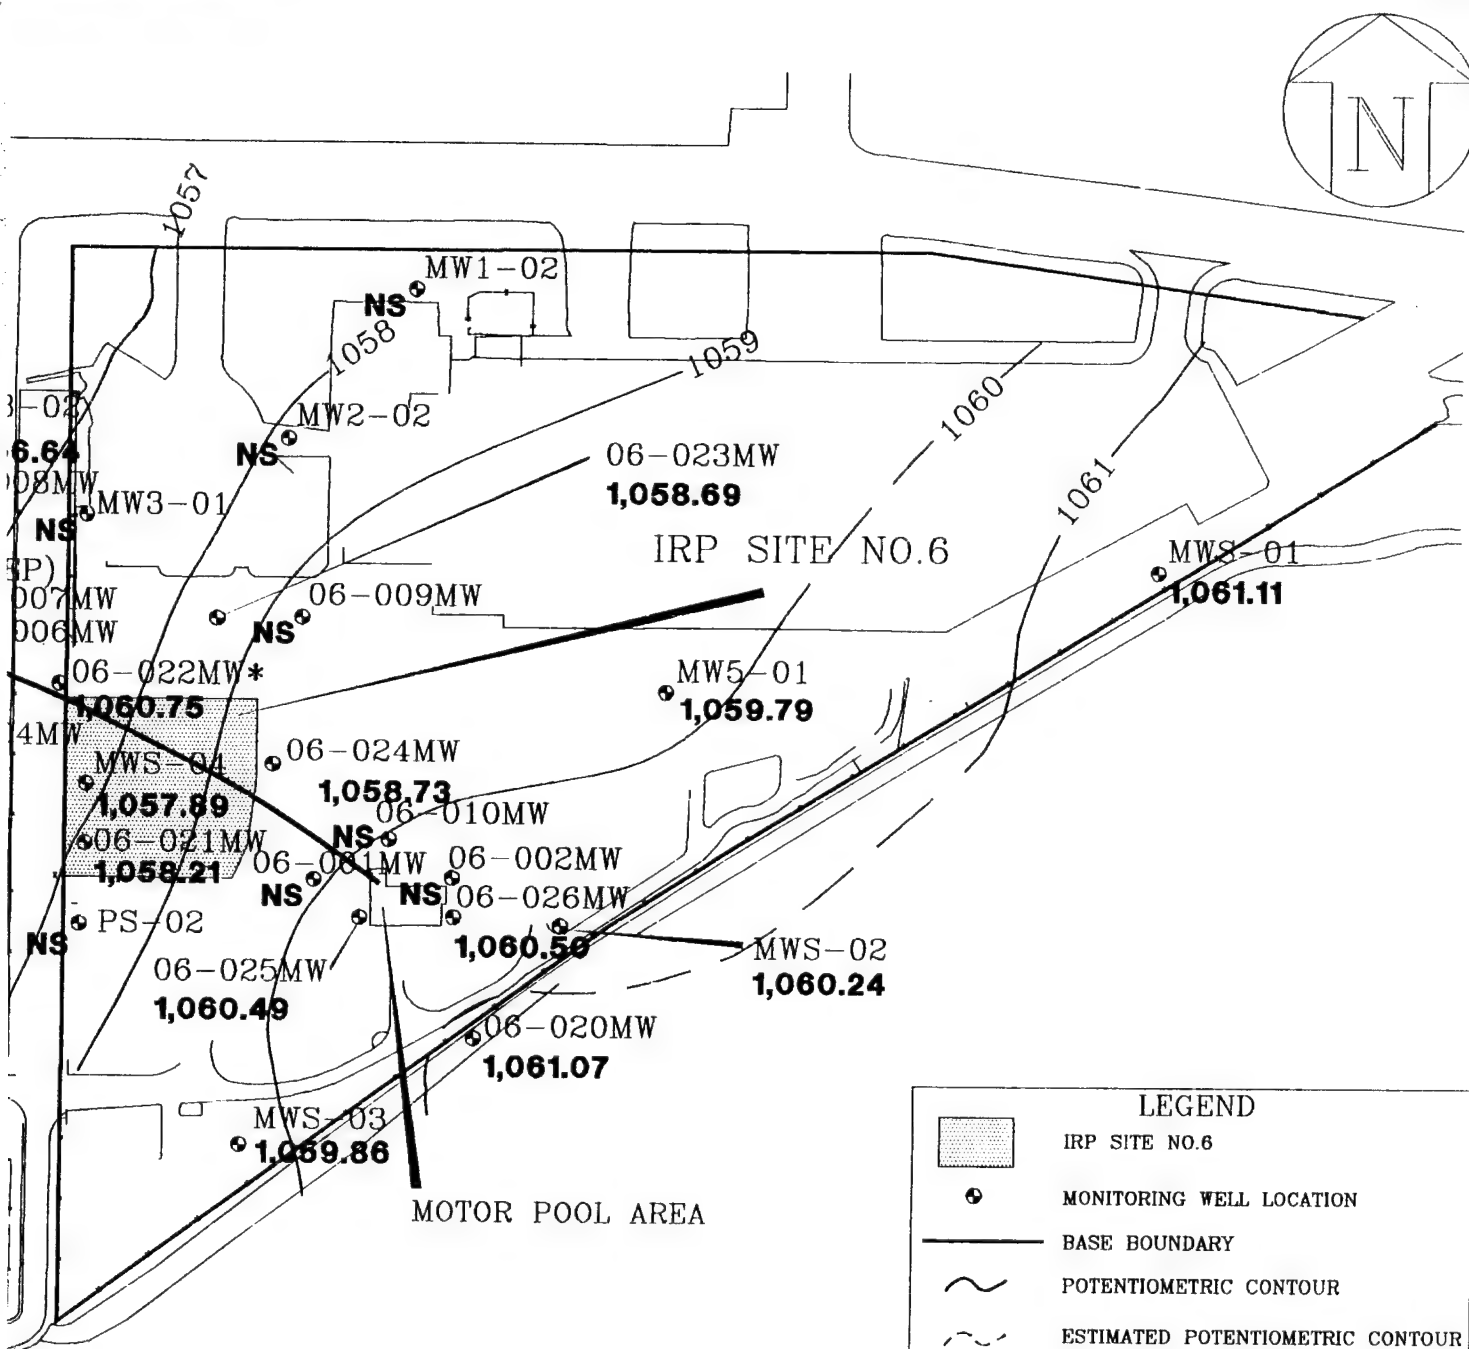 N
1057
MW1-02
NS
1058
1059
MW2-02
NS
1060
3-02
6.64
06-023MW
1,058.69
008MW
MW3-01
NS
1061
IRP SITE NO.6
MWS-01
1,061.11
EP)
007MW
06-009MW
NS
006MW
06-022MW*
1,060.75
MW5-01
1,059.79
4MW
06-024MW
1,058.73
MWS-04
1,057.89
06-010MW
NS
06-021MW
1,058.21
06-001MW
NS
06-002MW
NS
06-026MW
1,060.50
PS-02
NS
MWS-02
1,060.24
06-025MW
1,060.49
06-020MW
1,061.07
MWS-03
1,059.86
MOTOR POOL AREA
LEGEND
IRP SITE NO.6
MONITORING WELL LOCATION
BASE BOUNDARY
POTENTIOMETRIC CONTOUR
ESTIMATED POTENTIOMETRIC CONTOUR